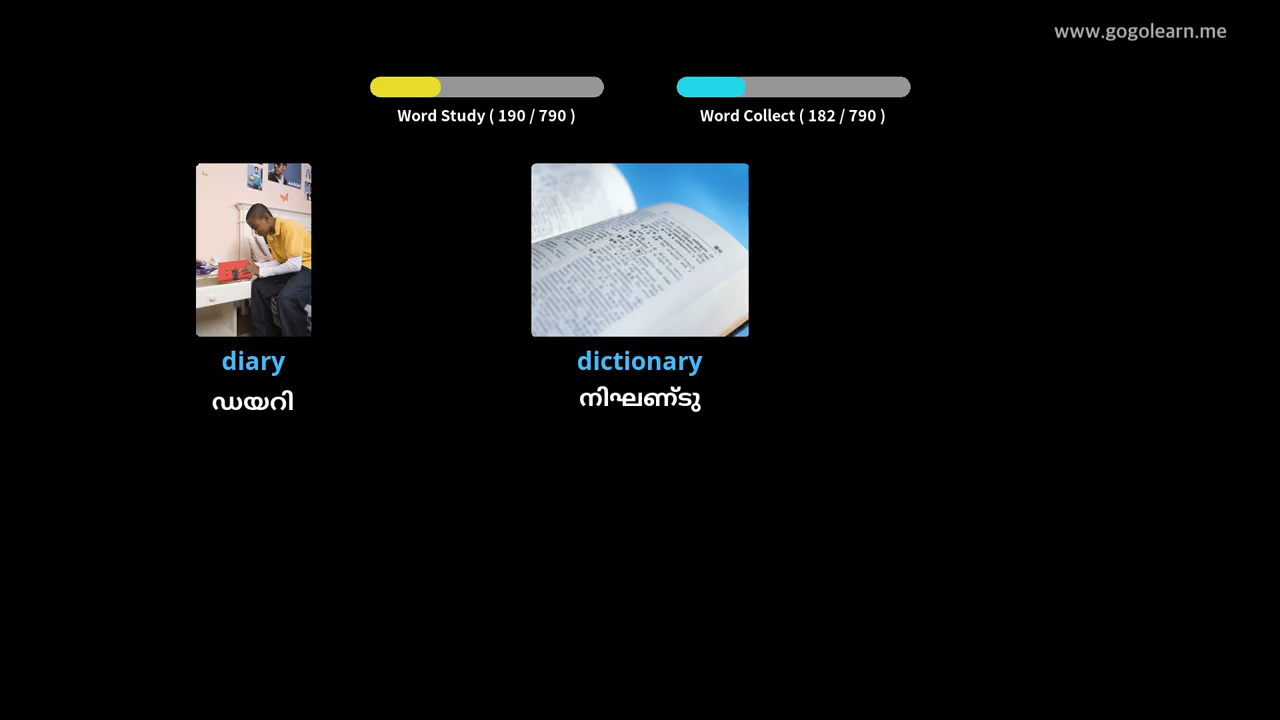 www.gogolearn.me
Word Study ( 190 / 790 )
Word Collect ( 182 / 790 )
diary
dictionary
ഡയറി
നിഘണ്ടു